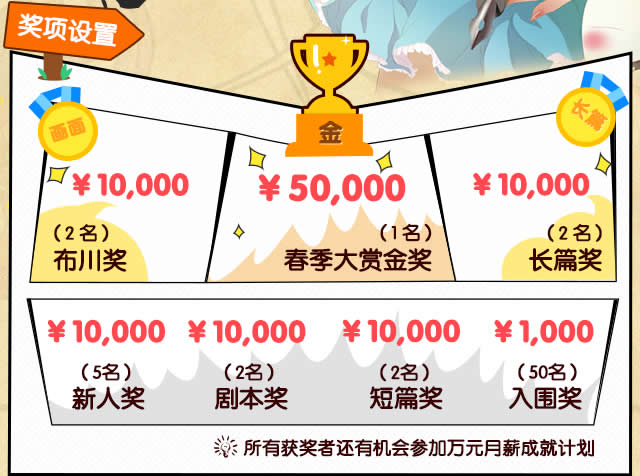 奖项设置
画画
金
长篇
￥10,000
￥50,000
￥10,000
（2名）
（1名）
（2名）
布川奖
春季大赏金奖
长篇奖
￥10,000
￥10,000
￥10,000
￥1,000
（5名）
（2名）
（2名）
（50名）
新人奖
剧本奖
短篇奖
入围奖
所有获奖者还有机会参加万元月薪成就计划